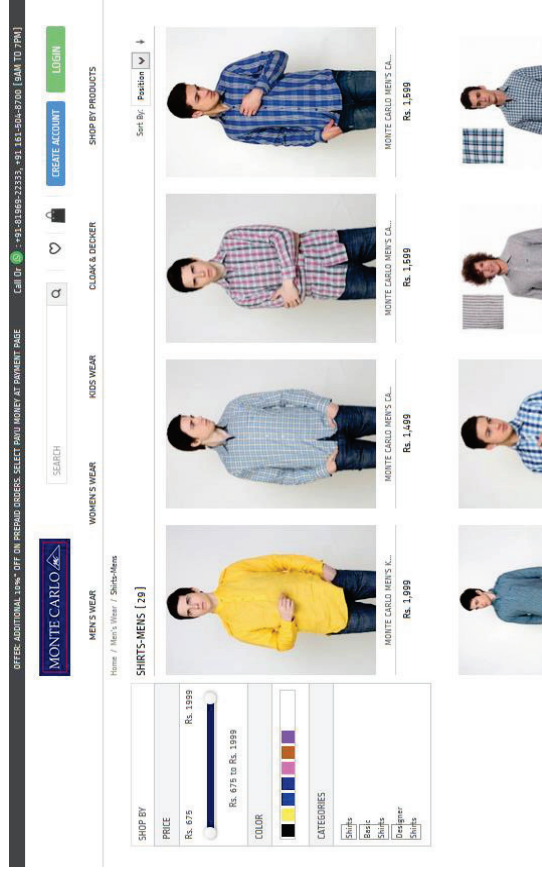 OFFER: ADDITIONAL 10%* OFF ON PREPAID ORDERS. SELECT PAYU MONEY AT PAYMENT PAGE
Call Or : +91-81969-22333, +91 161-504-8700 [9AM TO 7PM]
MONTE CARLO
SEARCH
CREATE ACCOUNT
LOGIN
MEN'S WEAR
WOMEN'S WEAR
KIDS WEAR
CLOAK & DECKER
SHOP BY PRODUCTS
Home / Men's Wear / Shirts-Mens
SHOP BY
PRICE
Rs. 675
Rs. 1999
Rs. 675 to Rs. 1999
COLOR
CATEGORIES
Shirts
Basic
Shirts
Designer
Shirts
SHIRTS-MENS [29]
Sort By: Position
MONTE CARLO MEN'S K...
Rs. 1,999
MONTE CARLO MEN'S CA...
Rs. 1,499
MONTE CARLO MEN'S CA...
Rs. 1,599
MONTE CARLO MEN'S CA...
Rs. 1,599